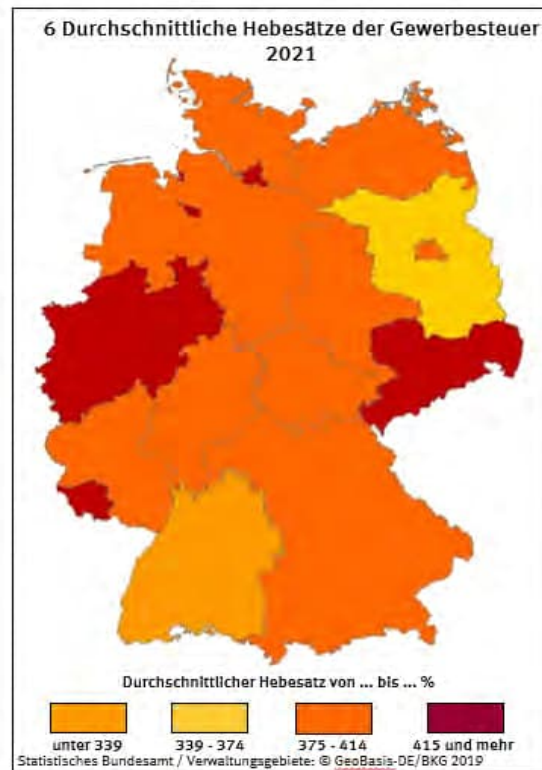 6 Durchschnittliche Hebesätze der Gewerbesteuer
2021
Durchschnittlicher Hebesatz von ... bis ... %
unter 339 339 - 374 375 - 414 415 und mehr
Statistisches Bundesamt / Verwaltungsgebiete: © GeoBasis-DE/BKG 2019